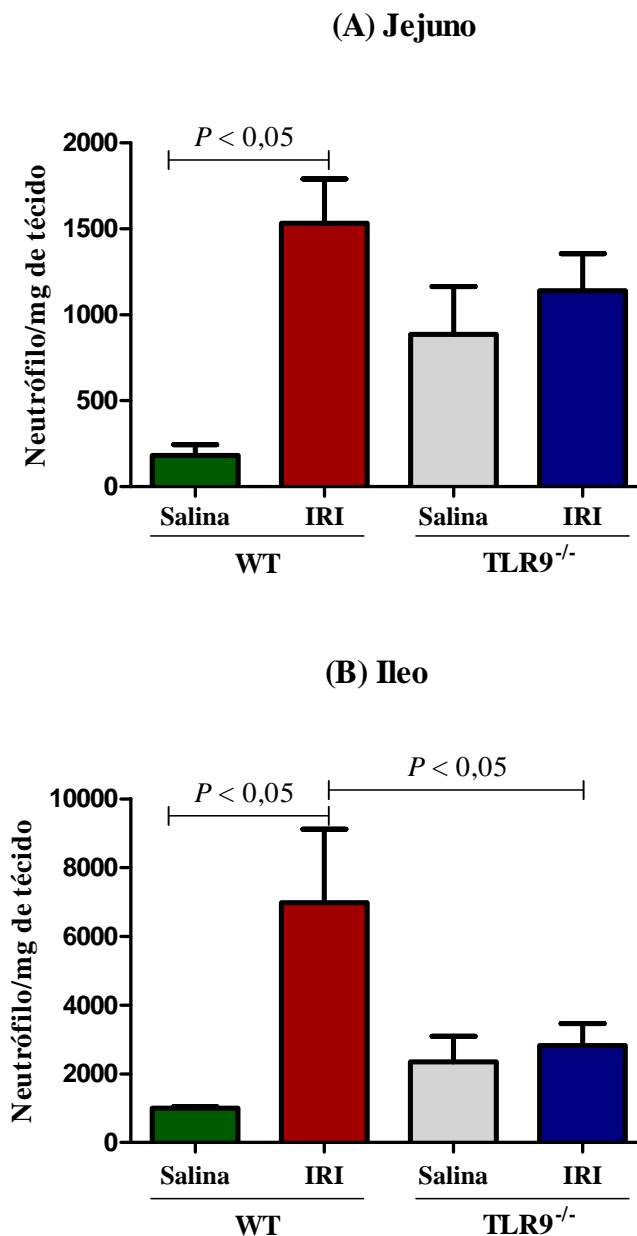 (A) Jejuno
P < 0,05
Neutrófilo/mg de técido
2000
1500
1000
500
0
Salina IRI Salina IRI
WT TLR9-/-
(B) Ileo
P < 0,05
P < 0,05
Neutrófilo/mg de técido
10000
8000
6000
4000
2000
0
Salina IRI Salina IRI
WT TLR9-/-